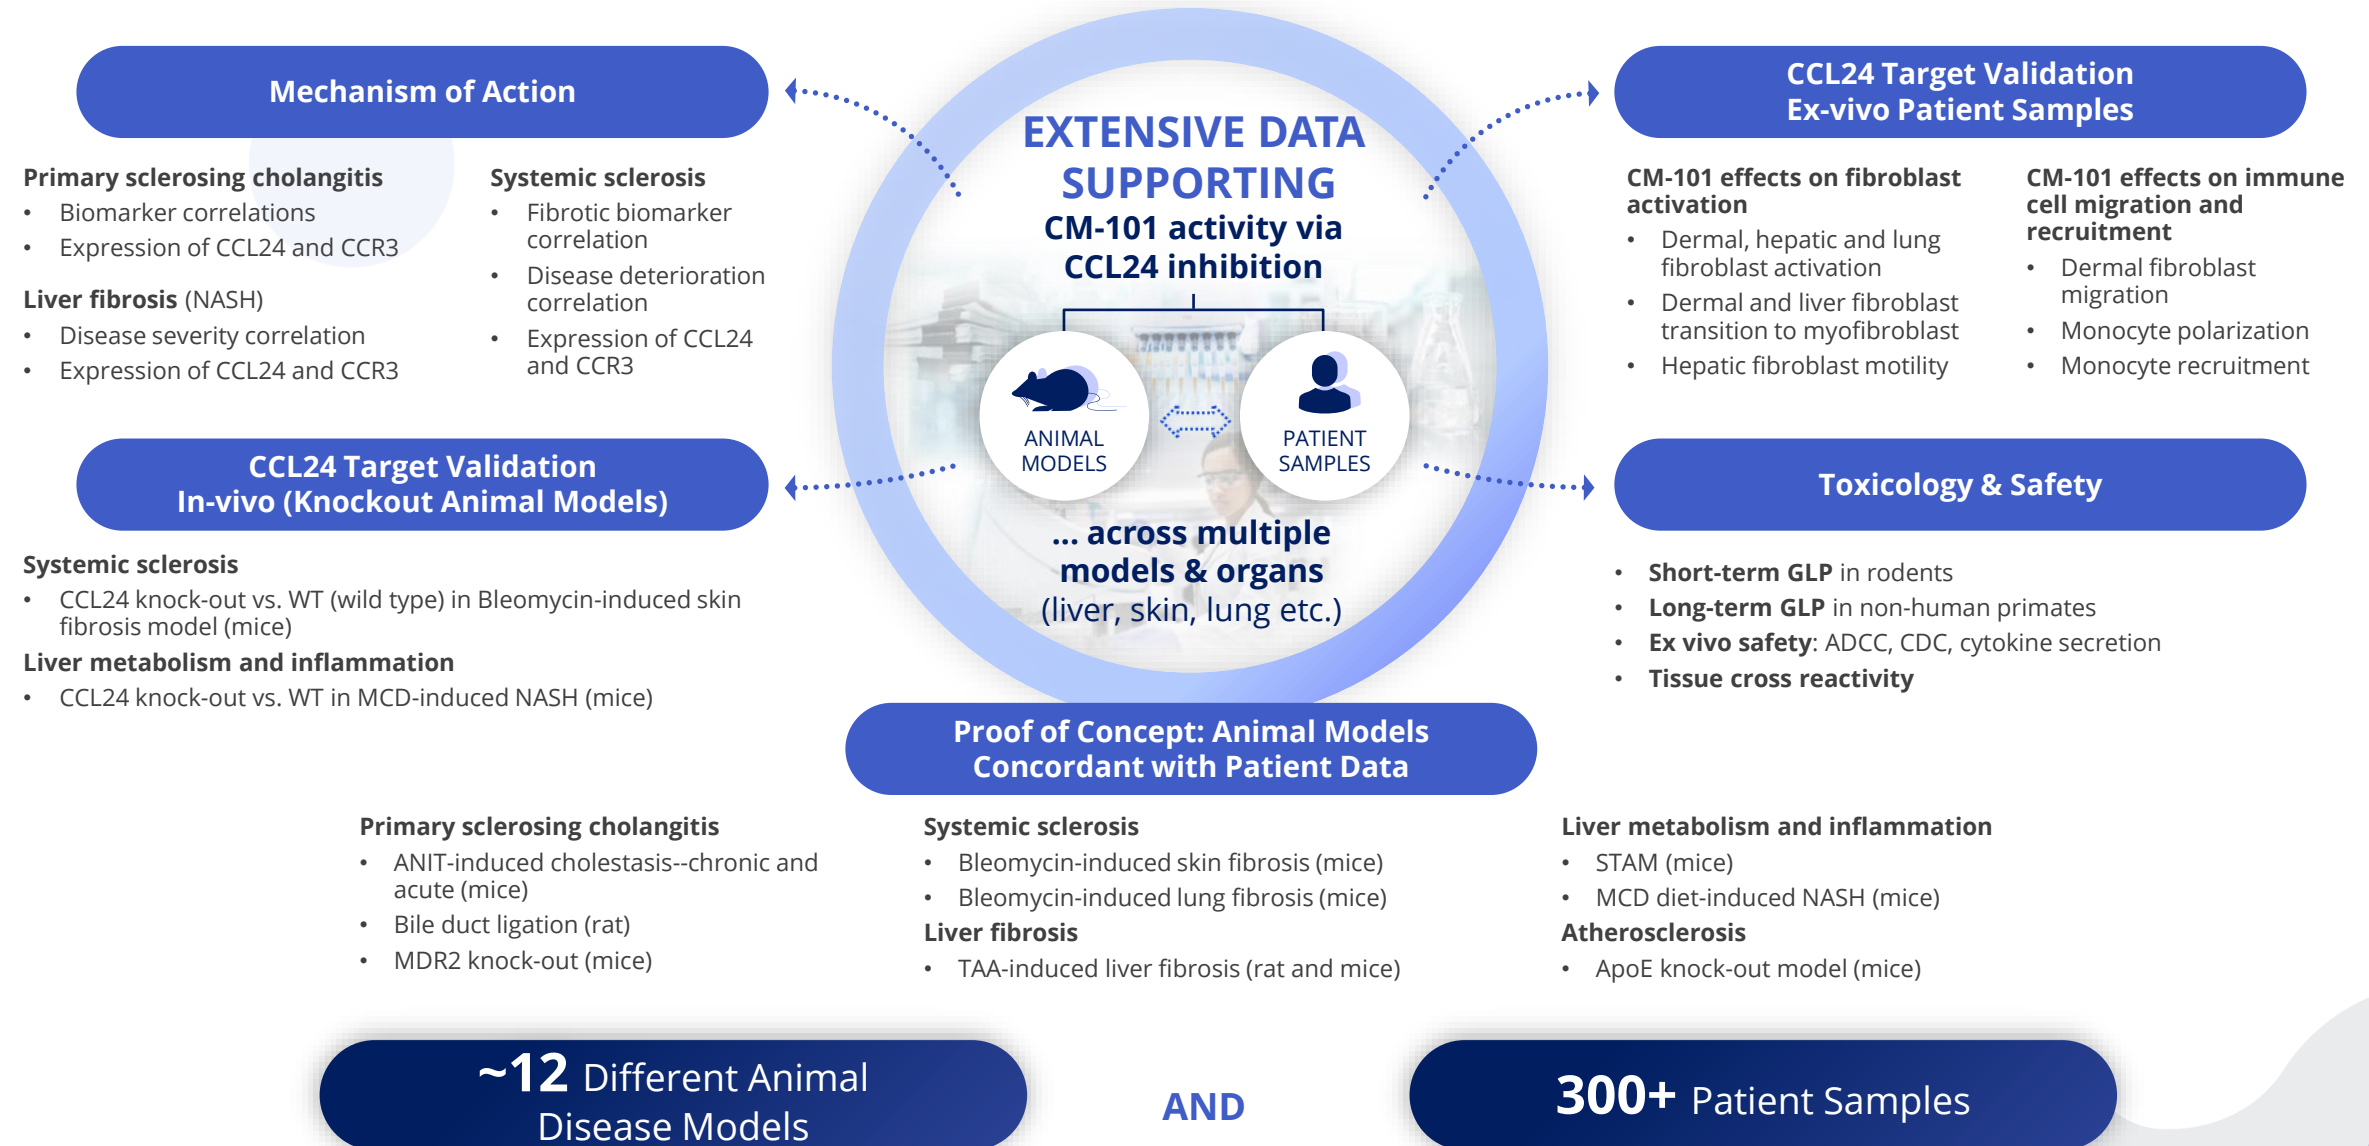 Mechanism of Action
Primary sclerosing cholangitis
• Biomarker correlations
• Expression of CCL24 and CCR3
Liver fibrosis (NASH)
• Disease severity correlation
• Expression of CCL24 and CCR3
Systemic sclerosis
• Fibrotic biomarker
correlation
• Disease deterioration
correlation
• Expression of CCL24
and CCR3
EXTENSIVE DATA
SUPPORTING
CM-101 activity via
CCL24 inhibition
ANIMAL
MODELS
PATIENT
SAMPLES
... across multiple
models & organs
(liver, skin, lung etc.)
CCL24 Target Validation
Ex-vivo Patient Samples
CM-101 effects on fibroblast
activation
• Dermal, hepatic and lung
fibroblast activation
• Dermal and liver fibroblast
transition to myofibroblast
• Hepatic fibroblast motility
CM-101 effects on immune
cell migration and
recruitment
• Dermal fibroblast
migration
• Monocyte polarization
• Monocyte recruitment
CCL24 Target Validation
In-vivo (Knockout Animal Models)
Systemic sclerosis
• CCL24 knock-out vs. WT (wild type) in Bleomycin-induced skin
fibrosis model (mice)
Liver metabolism and inflammation
• CCL24 knock-out vs. WT in MCD-induced NASH (mice)
Toxicology & Safety
• Short-term GLP in rodents
• Long-term GLP in non-human primates
• Ex vivo safety: ADCC, CDC, cytokine secretion
• Tissue cross reactivity
Proof of Concept: Animal Models
Concordant with Patient Data
Primary sclerosing cholangitis
• ANIT-induced cholestasis--chronic and
acute (mice)
• Bile duct ligation (rat)
• MDR2 knock-out (mice)
Systemic sclerosis
• Bleomycin-induced skin fibrosis (mice)
• Bleomycin-induced lung fibrosis (mice)
Liver fibrosis
• TAA-induced liver fibrosis (rat and mice)
Liver metabolism and inflammation
• STAM (mice)
• MCD diet-induced NASH (mice)
Atherosclerosis
• ApoE knock-out model (mice)
~12 Different Animal
Disease Models
AND
300+ Patient Samples